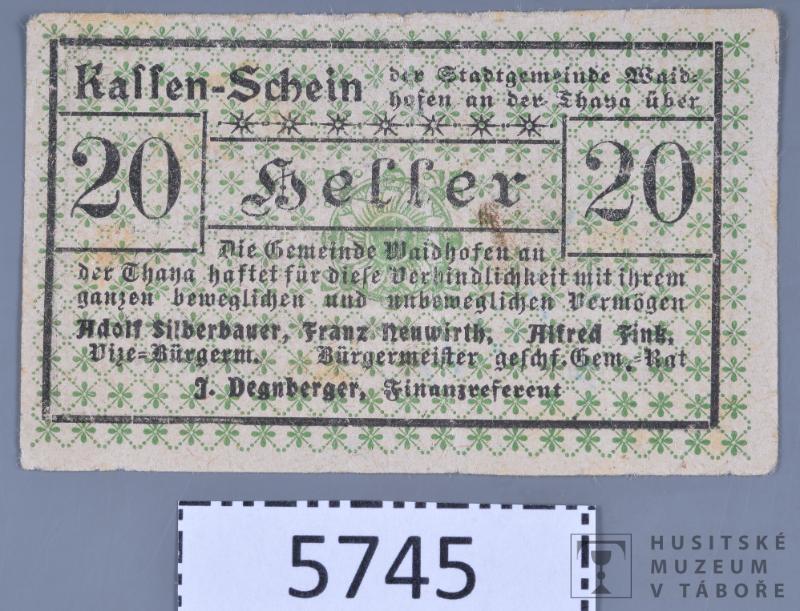 Kassen-Schein
der Stadtgemeinde Waid-
hofen an der Thaya über
20 Heller 20
Die Gemeinde Waidhofen an
der Thaya haftet für diese Verbindlichkeit mit ihrem
ganzen beweglichen und unbeweglichen Vermögen
Adolf Silberbauer, Franz Neuwirth, Alfred Fink,
Vize-Bürgerm. Bürgermeister geschf. Gem.-Rat
J. Degnberger, Finanzreferent
5745
HUSITSKÉ
MUZEUM
V TÁBOŘE